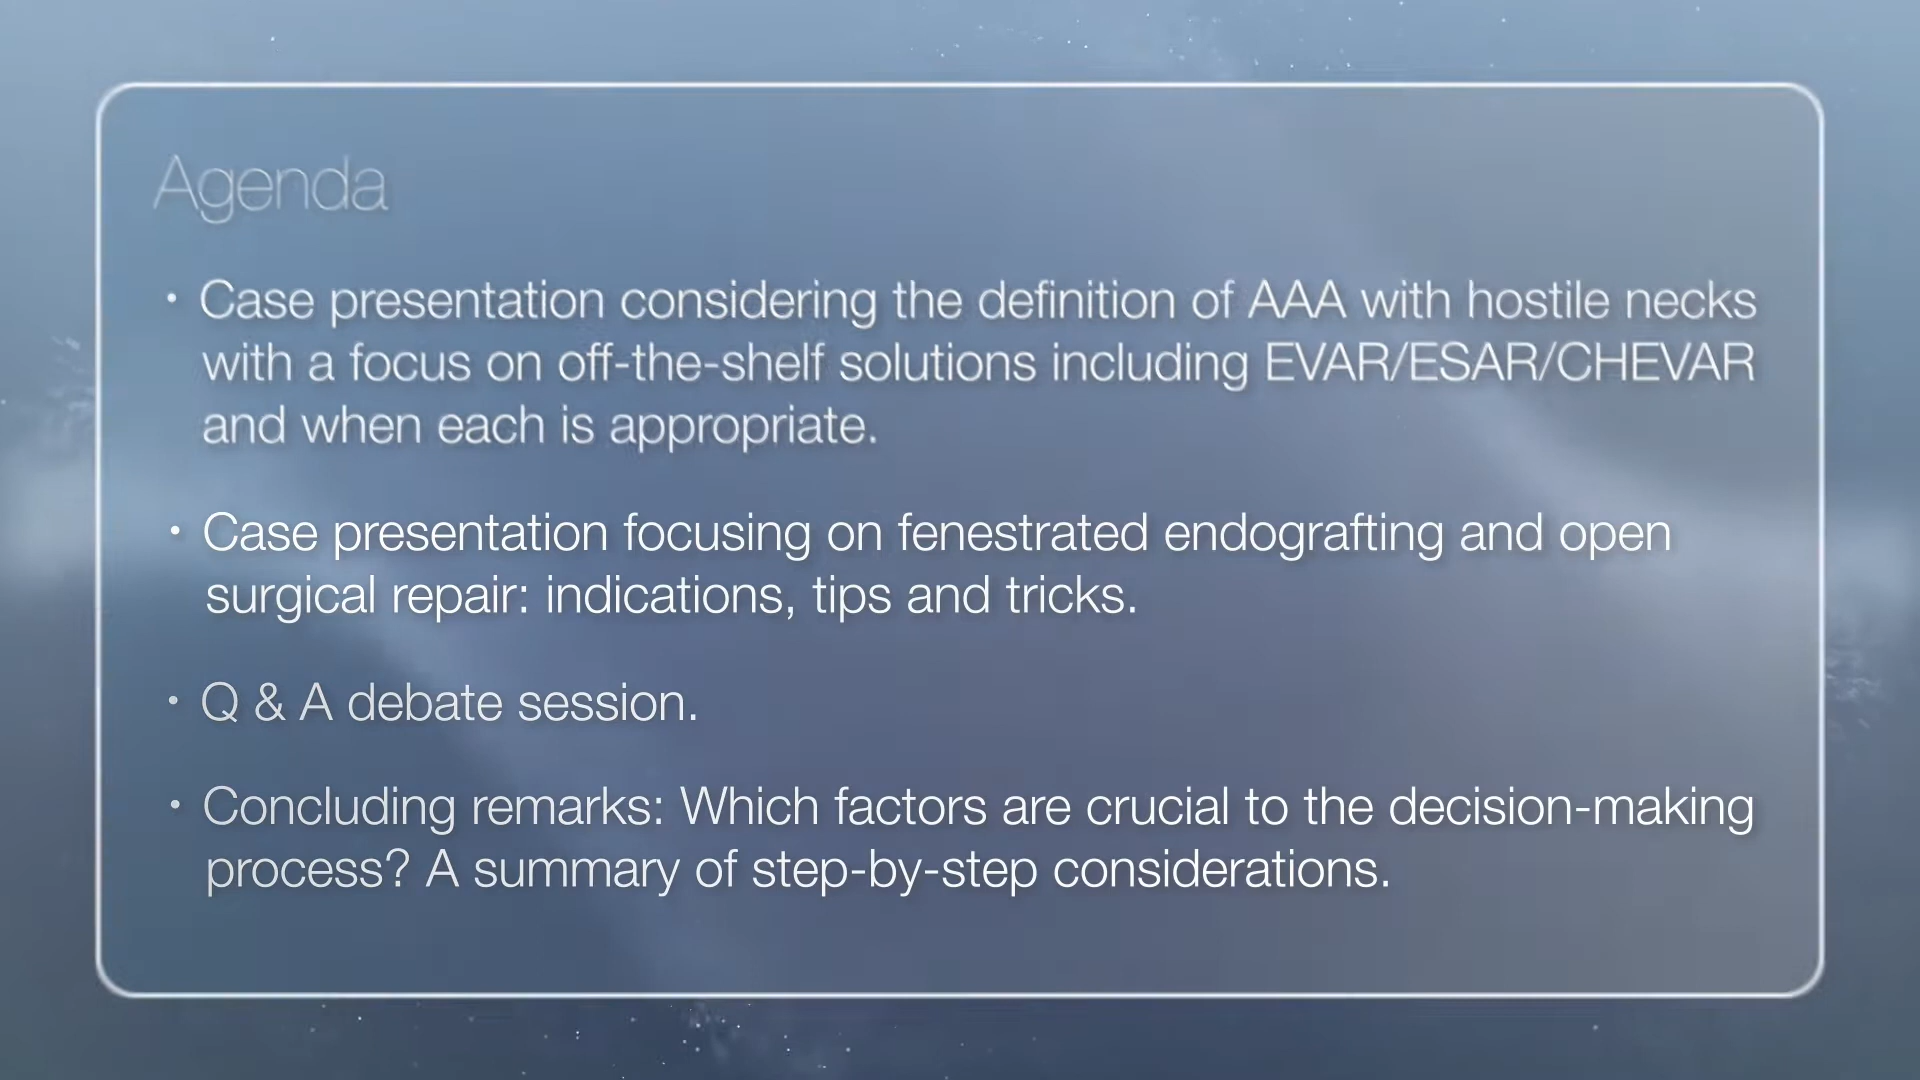 Agenda
• Case presentation considering the definition of AAA with hostile necks
with a focus on off-the-shelf solutions including EVAR/ESAR/CHEVAR
and when each is appropriate.
• Case presentation focusing on fenestrated endografting and open
surgical repair: indications, tips and tricks.
• Q & A debate session.
• Concluding remarks: Which factors are crucial to the decision-making
process? A summary of step-by-step considerations.